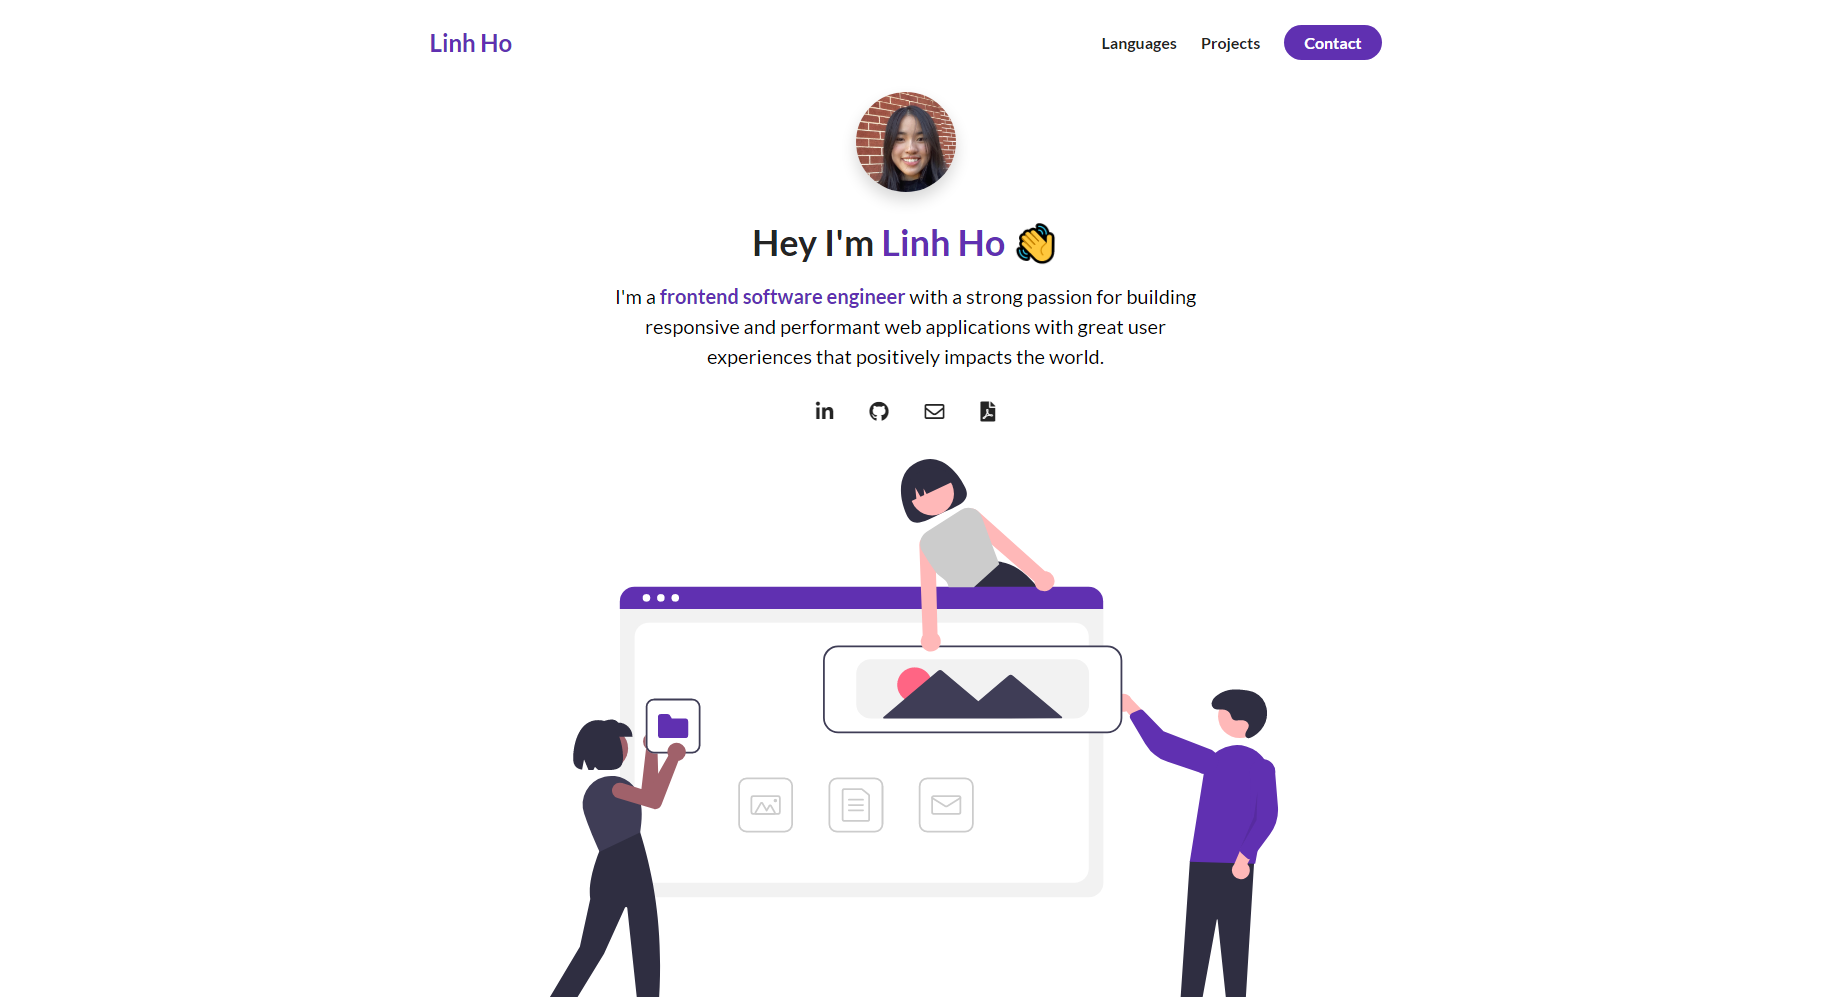 Linh Ho
Languages Projects Contact
Hey I'm Linh Ho 👋
I'm a frontend software engineer with a strong passion for building
responsive and performant web applications with great user
experiences that positively impacts the world.
in